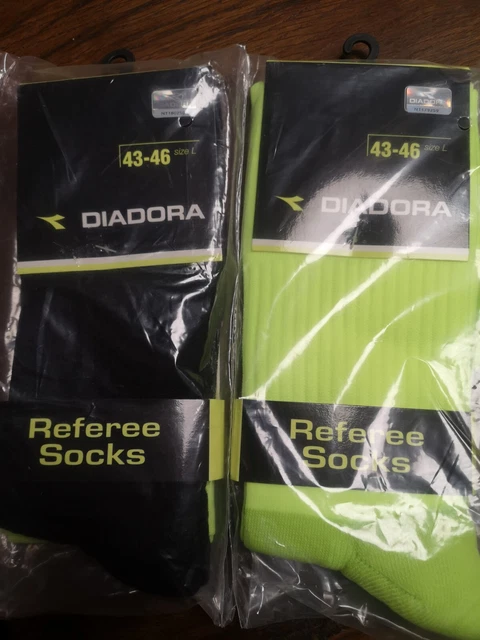 43-46 size L
DIADORA
Referee
Socks
DIADORA
43-46 size L
DIADORA
Referee
Socks